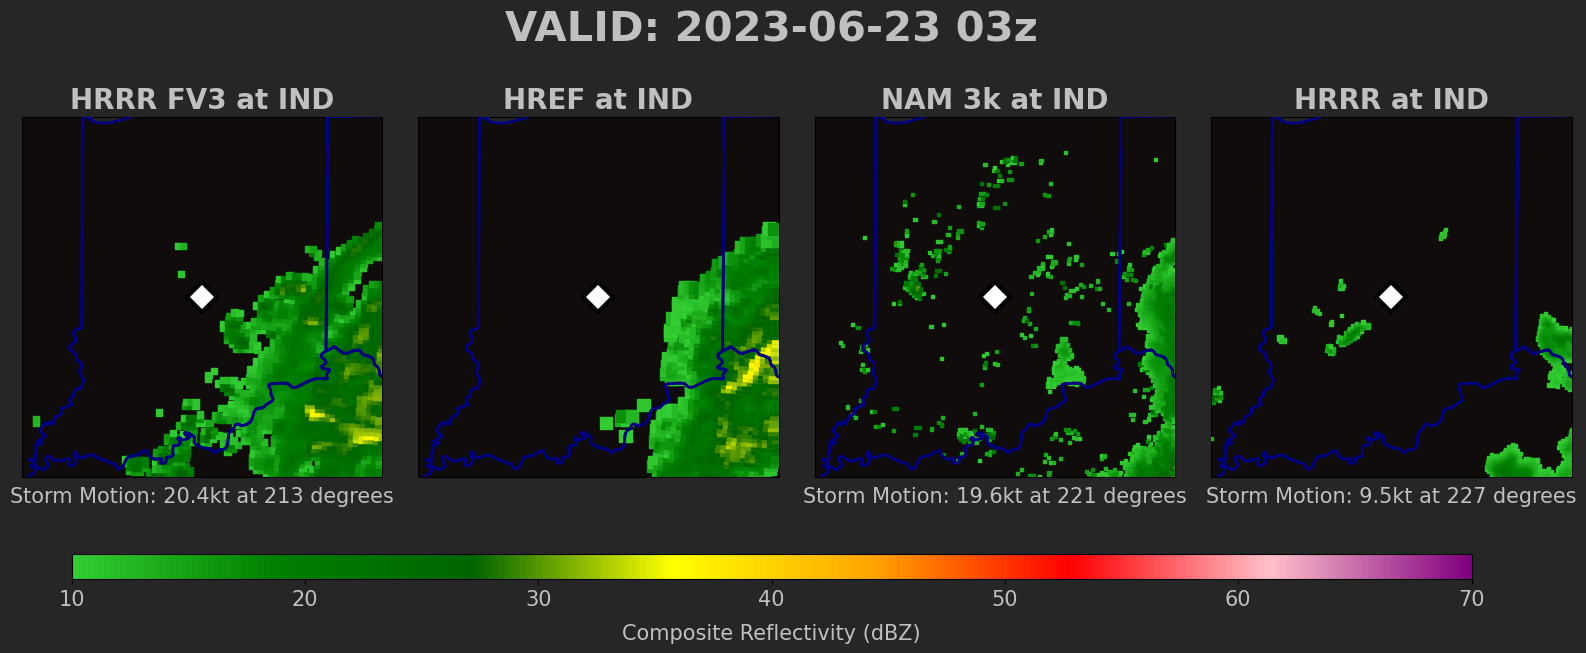 VALID: 2023-06-23 03z
HRRR FV3 at IND
HREF at IND
NAM 3k at IND
HRRR at IND
Storm Motion: 20.4kt at 213 degrees
Storm Motion: 19.6kt at 221 degrees
Storm Motion: 9.5kt at 227 degrees
10 20 30 40 50 60 70
Composite Reflectivity (dBZ)